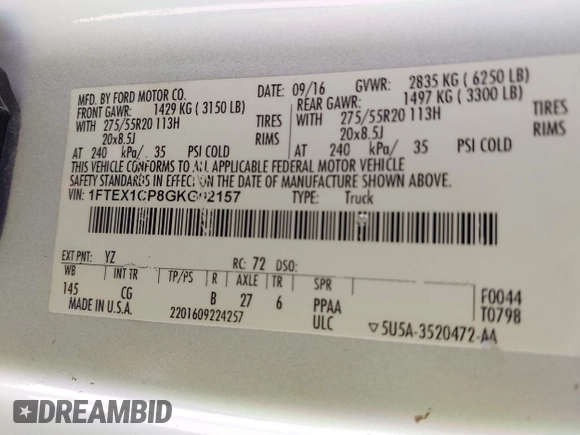 MFD. BY FORD MOTOR CO.
DATE: 09/16 GVWR: 2835 KG ( 6250 LB)
FRONT GAWR: 1429 KG ( 3150 LB) REAR GAWR: 1497 KG ( 3300 LB)
WITH 275/55R20 113H TIRES WITH 275/55R20 113H TIRES
20x8.5J RIMS 20x8.5J RIMS
AT 240 kPa/ 35 PSI COLD AT 240 kPa/ 35 PSI COLD
THIS VEHICLE CONFORMS TO ALL APPLICABLE FEDERAL MOTOR VEHICLE
SAFETY STANDARDS IN EFFECT ON THE DATE OF MANUFACTURE SHOWN ABOVE.
VIN: TYPE: Truck
EXT PNT: YZ RC: 72 DSO:
WB INT TR TP/PS R AXLE TR SPR
145 CG B 27 6 PPAA F0044
MADE IN U.S.A. 2201609224257 ULC T0798
5U5A-3520472-AA
DREAMBID